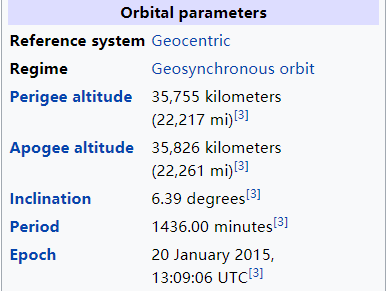 Orbital parameters
Reference system Geocentric
Regime Geosynchronous orbit
Perigee altitude 35,755 kilometers
(22,217 mi)[3]
Apogee altitude 35,826 kilometers
(22,261 mi)[3]
Inclination 6.39 degrees[3]
Period 1436.00 minutes[3]
Epoch 20 January 2015,
13:09:06 UTC[3]